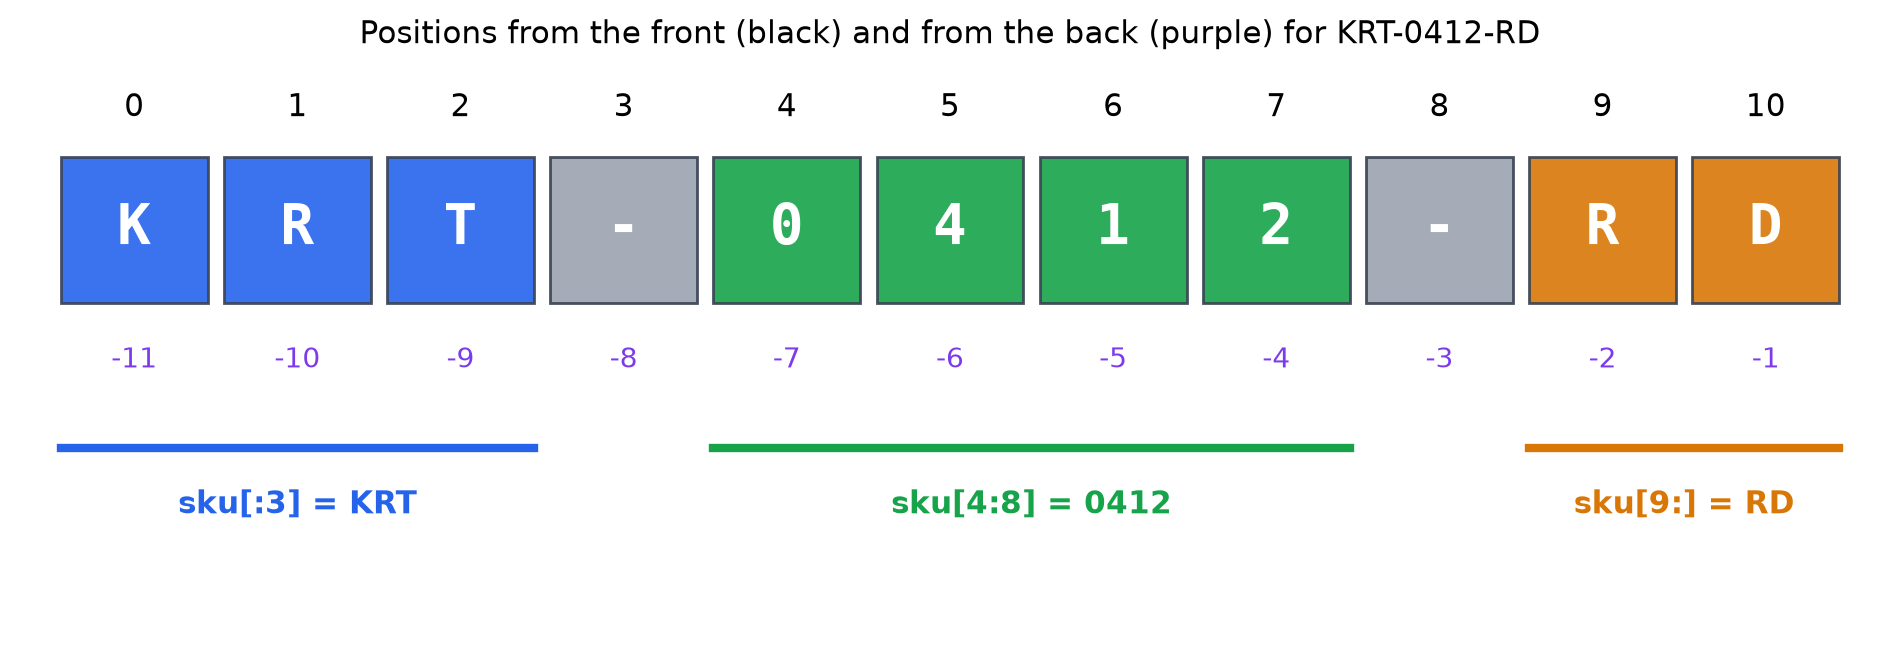 Positions from the front (black) and from the back (purple) for KRT-0412-RD
0 1 2 3 4 5 6 7 8 9 10
K R T - 0 4 1 2 - R D
-11 -10 -9 -8 -7 -6 -5 -4 -3 -2 -1
sku[:3] = KRT sku[4:8] = 0412 sku[9:] = RD